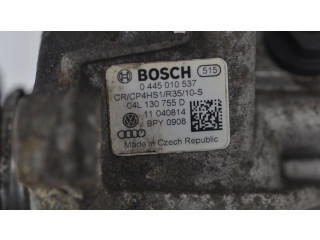 BOSCH 515
0 445 010 537
CR/CP4HS1/R35/10-S
04L 130 755 D
11 040814
BPY 0908
Made in Czech Republic